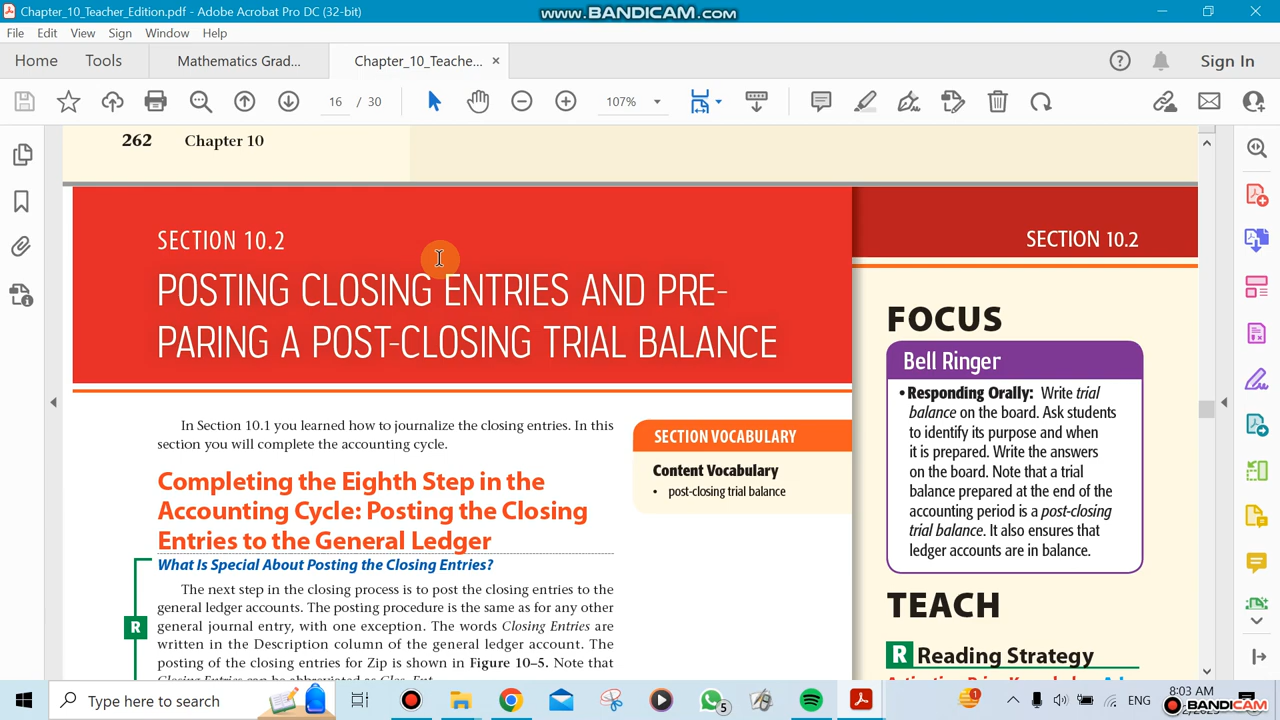 Chapter_10_Teacher_Edition.pdf - Adobe Acrobat Pro DC (32-bit)
www.BANDICAM.com
File Edit View Sign Window Help
Home Tools Mathematics Grad... Chapter_10_Teache... × Sign In
16 / 30 107%
262 Chapter 10
SECTION 10.2
POSTING CLOSING ENTRIES AND PRE-
PARING A POST-CLOSING TRIAL BALANCE
In Section 10.1 you learned how to journalize the closing entries. In this
section you will complete the accounting cycle.
Completing the Eighth Step in the
Accounting Cycle: Posting the Closing
Entries to the General Ledger
What Is Special About Posting the Closing Entries?
The next step in the closing process is to post the closing entries to the
general ledger accounts. The posting procedure is the same as for any other
R
general journal entry, with one exception. The words Closing Entries are
written in the Description column of the general ledger account. The
posting of the closing entries for Zip is shown in Figure 10–5. Note that
Closing Entries can be abbreviated as Clos. Ent.
SECTION VOCABULARY
Content Vocabulary
• post-closing trial balance
SECTION 10.2
FOCUS
Bell Ringer
• Responding Orally: Write trial
balance on the board. Ask students
to identify its purpose and when
it is prepared. Write the answers
on the board. Note that a trial
balance prepared at the end of the
accounting period is a post-closing
trial balance. It also ensures that
ledger accounts are in balance.
TEACH
R Reading Strategy
Type here to search
5
1
ENG
8:03 AM
BANDICAM